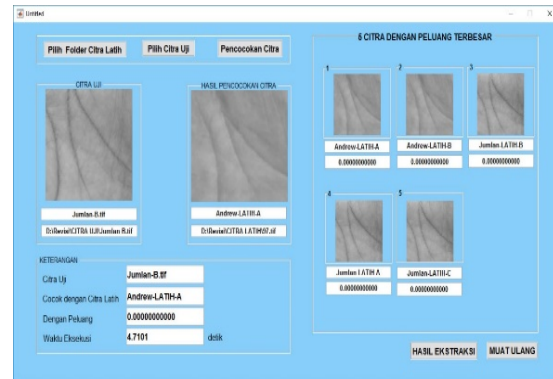 Untitled
Pilih Folder Citra Latih
Pilih Citra Uji
Pencocokan Citra
CITRA UJI
HASIL PENCOCOKAN CITRA
Jumlan-B.tif
Andrew-LATIH-A
KETERANGAN
Citra Uji
Jumlan-B.tif
Cocok dengan Citra Latih
Andrew-LATIH-A
Dengan Peluang
0.00000000000
Waktu Eksekusi
4.7101
detik
5 CITRA DENGAN PELUANG TERBESAR
1
2
3
Andrew-LATIH-A
Andrew-LATIH-B
Jumlan-LATIH-B
0.00000000000
0.00000000000
0.00000000000
4
5
Jumlan-LATIH-A
Jumlan-LATIH-C
0.00000000000
0.00000000000
HASIL EKSTRAKSI
MUAT ULANG